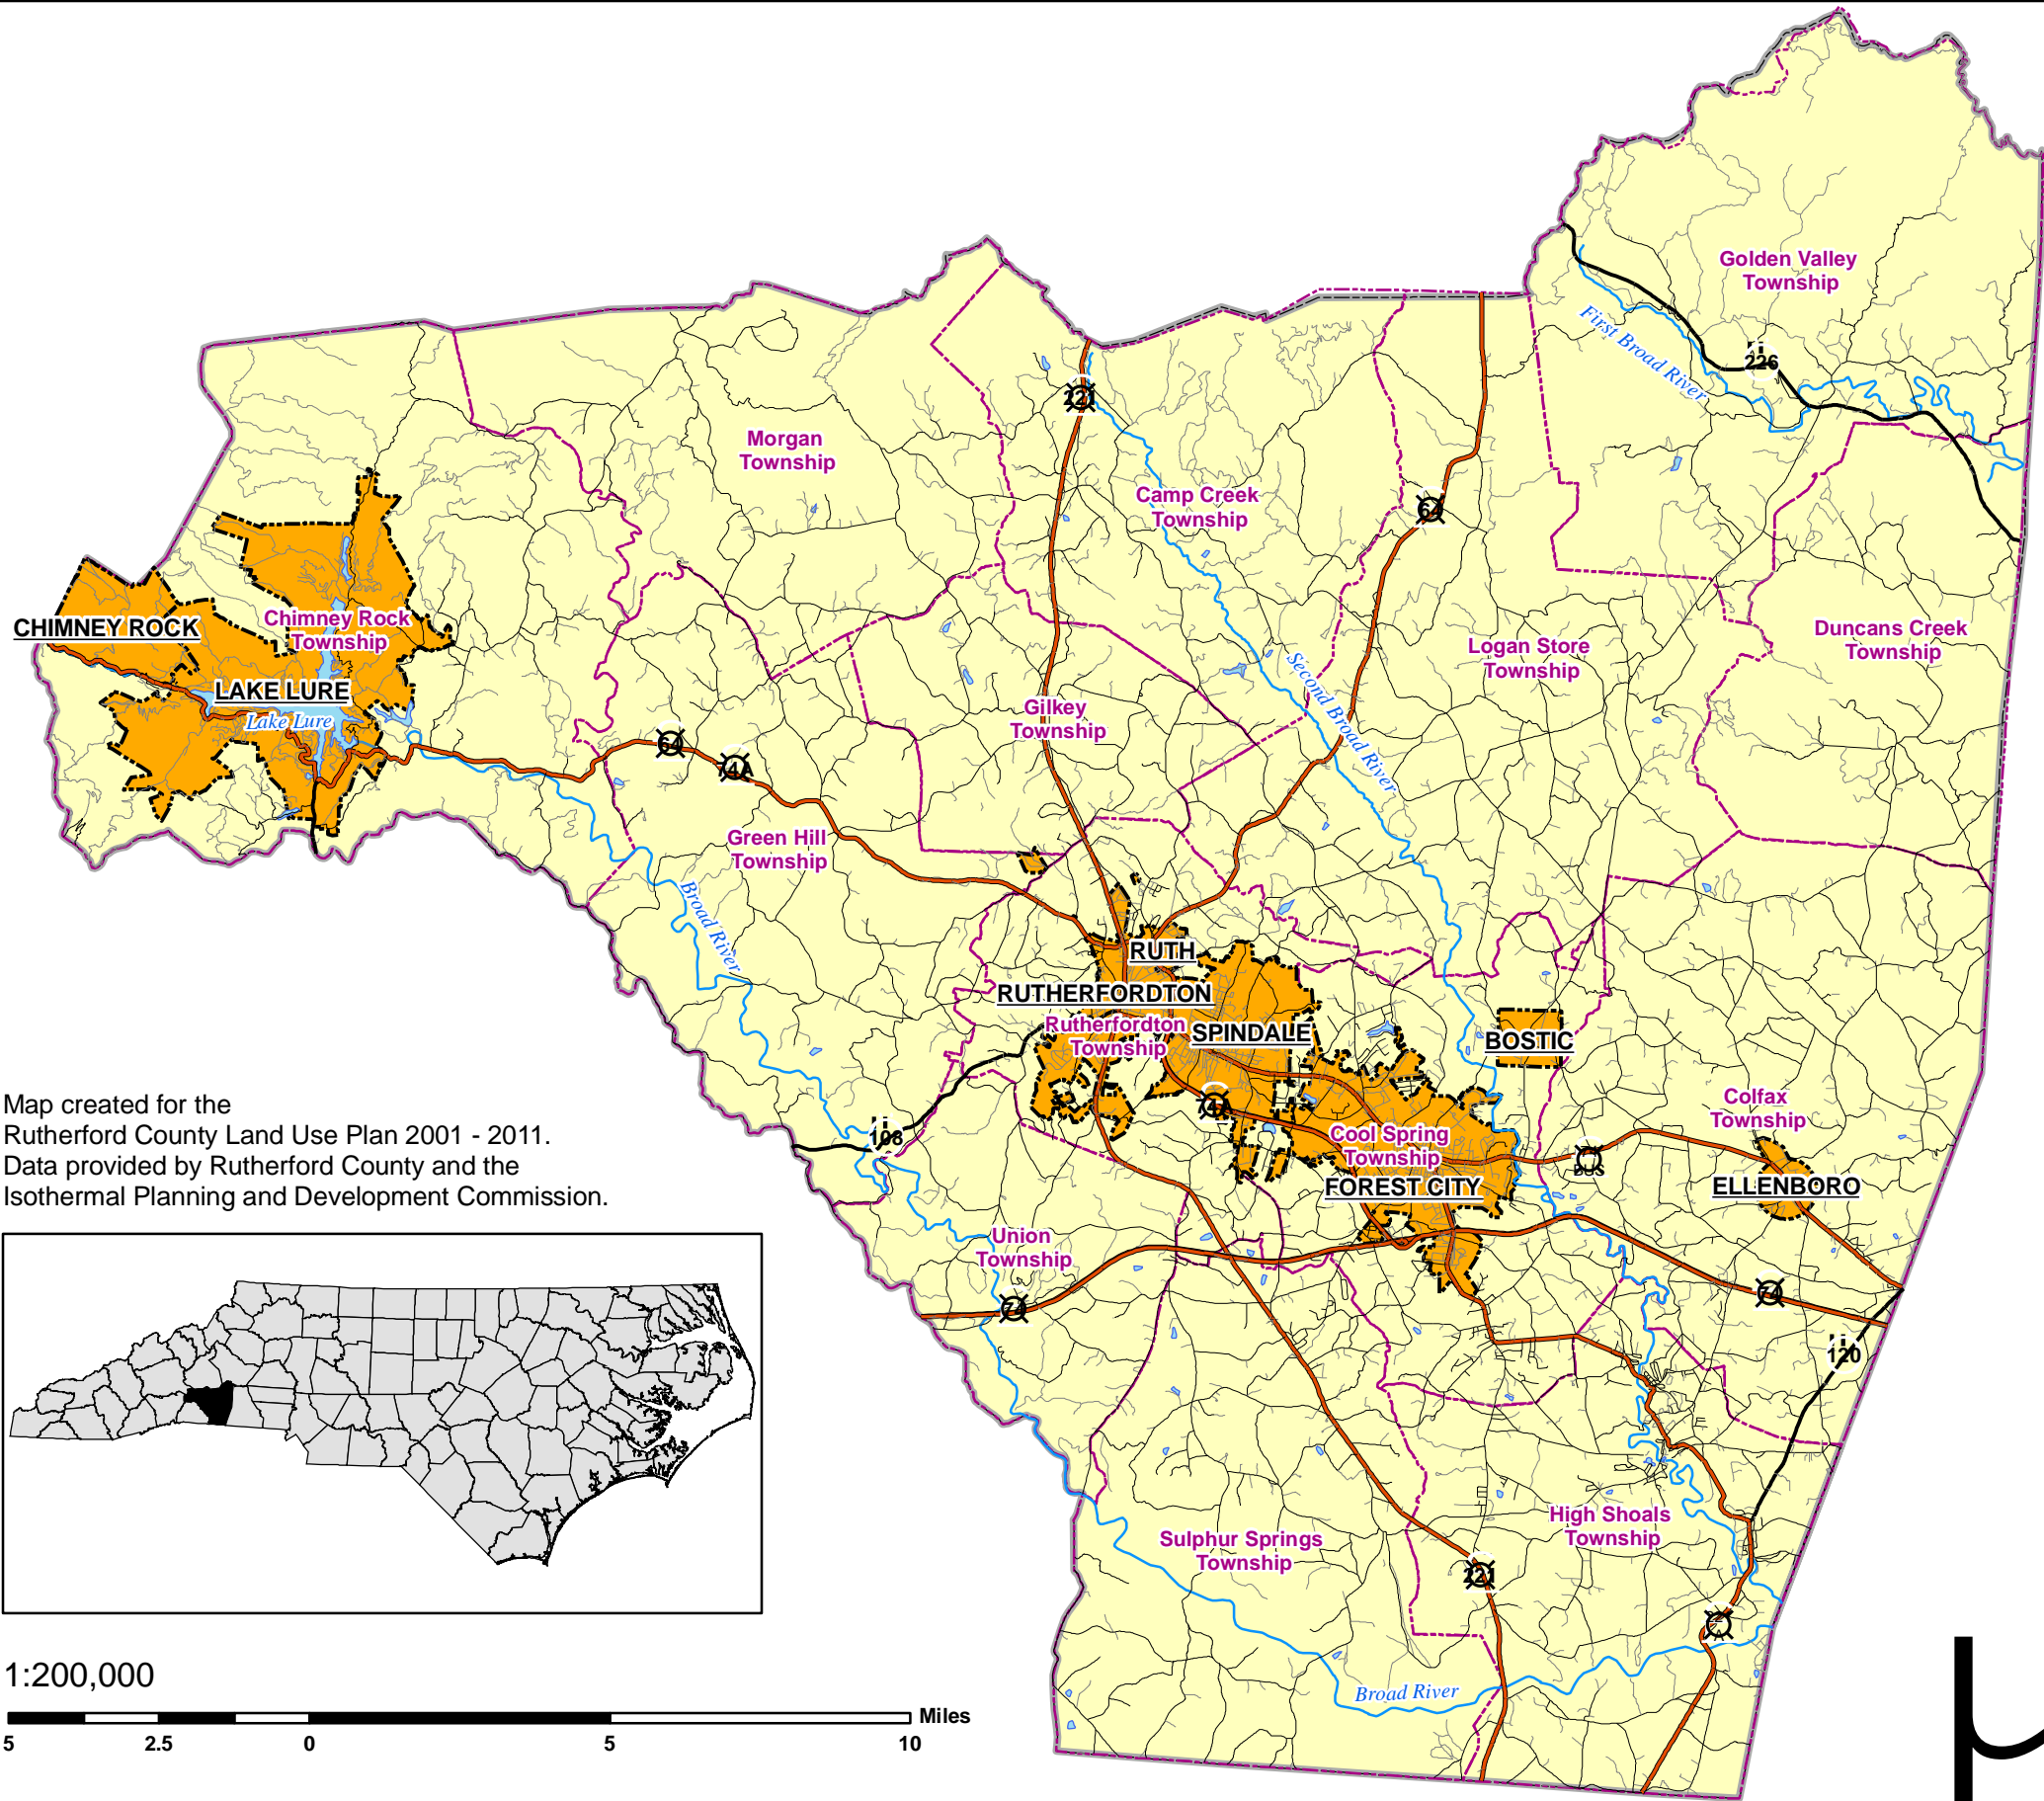 Golden Valley
Township
First Broad River
226
221
Morgan
Township
Camp Creek
Township
64
Chimney Rock
Township
CHIMNEY ROCK
Duncans Creek
Township
Logan Store
Township
Second Broad River
LAKE LURE
Lake Lure
Gilkey
Township
64
74A
Green Hill
Township
Broad River
RUTH
RUTHERFORDTON
Rutherfordton
Township
SPINDALE
BOSTIC
Map created for the
Rutherford County Land Use Plan 2001 - 2011.
Data provided by Rutherford County and the
Isothermal Planning and Development Commission.
74A
Colfax
Township
108
Cool Spring
Township
BUS
FOREST CITY
ELLENBORO
Union
Township
74
74
120
High Shoals
Township
Sulphur Springs
Township
221
A
Broad River
1:200,000
Miles
5 2.5 0 5 10